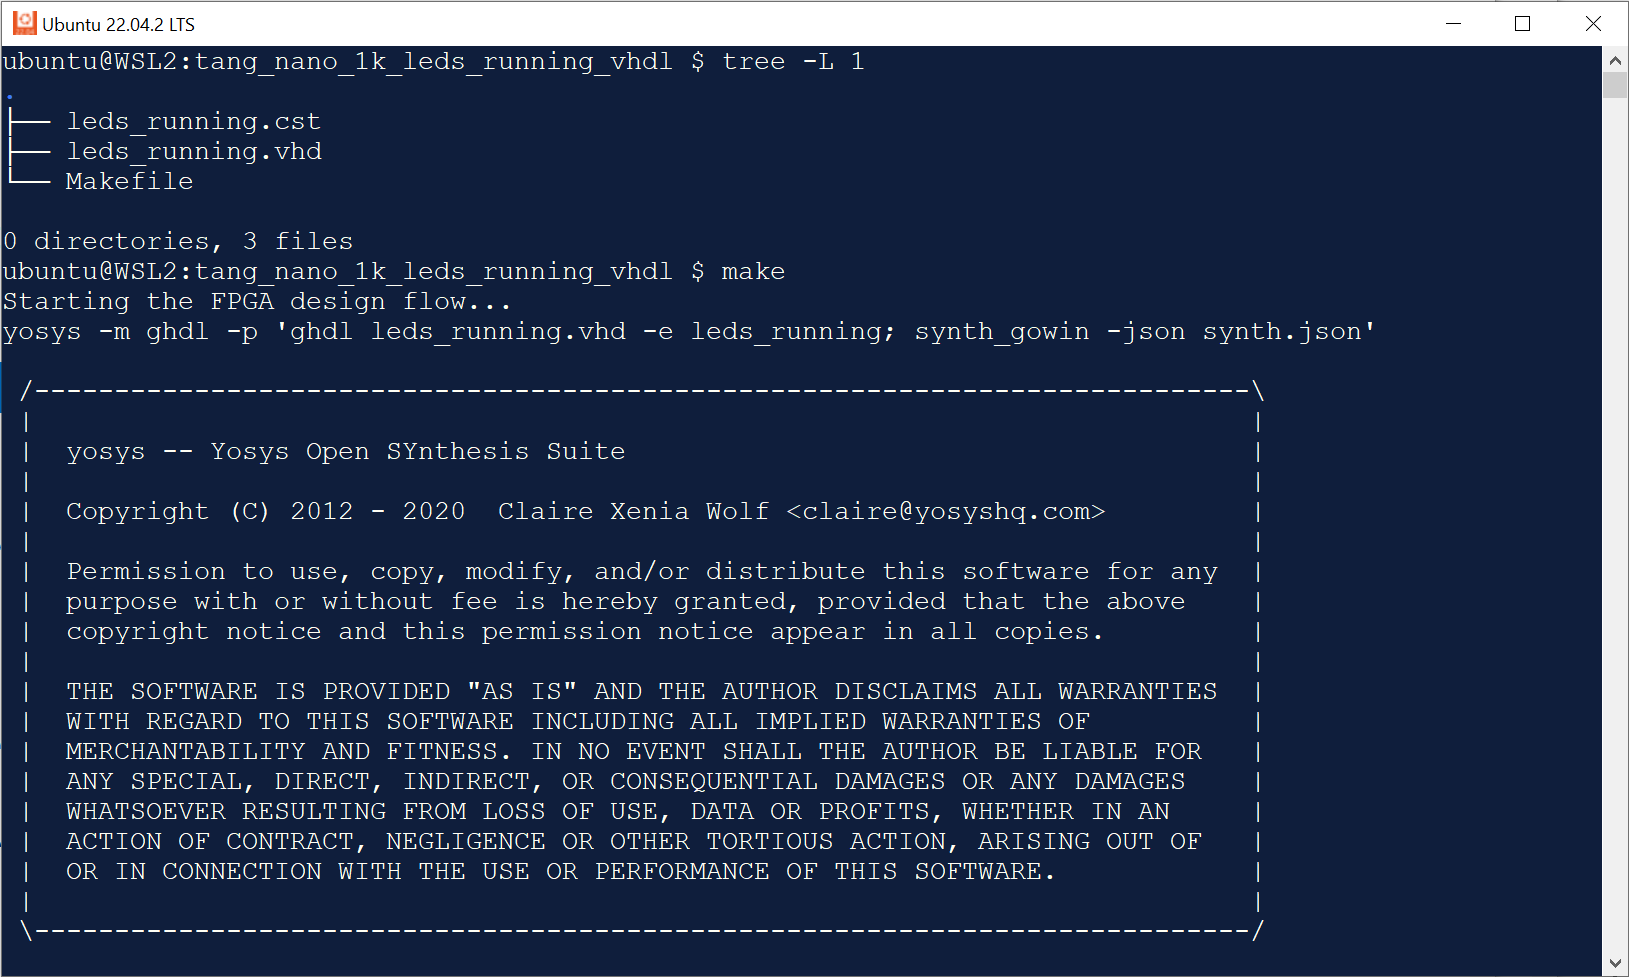 Ubuntu 22.04.2 LTS
ubuntu@WSL2:tang_nano_1k_leds_running_vhdl $ tree -L 1
.
├── leds_running.cst
├── leds_running.vhd
└── Makefile
0 directories, 3 files
ubuntu@WSL2:tang_nano_1k_leds_running_vhdl $ make
Starting the FPGA design flow...
yosys -m ghdl -p 'ghdl leds_running.vhd -e leds_running; synth_gowin -json synth.json'
/----------------------------------------------------------------------------\
|                                                                            |
|  yosys -- Yosys Open SYnthesis Suite                                       |
|                                                                            |
|  Copyright (C) 2012 - 2020  Claire Xenia Wolf <claire@yosyshq.com>         |
|                                                                            |
|  Permission to use, copy, modify, and/or distribute this software for any  |
|  purpose with or without fee is hereby granted, provided that the above    |
|  copyright notice and this permission notice appear in all copies.         |
|                                                                            |
|  THE SOFTWARE IS PROVIDED "AS IS" AND THE AUTHOR DISCLAIMS ALL WARRANTIES  |
|  WITH REGARD TO THIS SOFTWARE INCLUDING ALL IMPLIED WARRANTIES OF          |
|  MERCHANTABILITY AND FITNESS. IN NO EVENT SHALL THE AUTHOR BE LIABLE FOR   |
|  ANY SPECIAL, DIRECT, INDIRECT, OR CONSEQUENTIAL DAMAGES OR ANY DAMAGES    |
|  WHATSOEVER RESULTING FROM LOSS OF USE, DATA OR PROFITS, WHETHER IN AN     |
|  ACTION OF CONTRACT, NEGLIGENCE OR OTHER TORTIOUS ACTION, ARISING OUT OF   |
|  OR IN CONNECTION WITH THE USE OR PERFORMANCE OF THIS SOFTWARE.            |
|                                                                            |
\----------------------------------------------------------------------------/